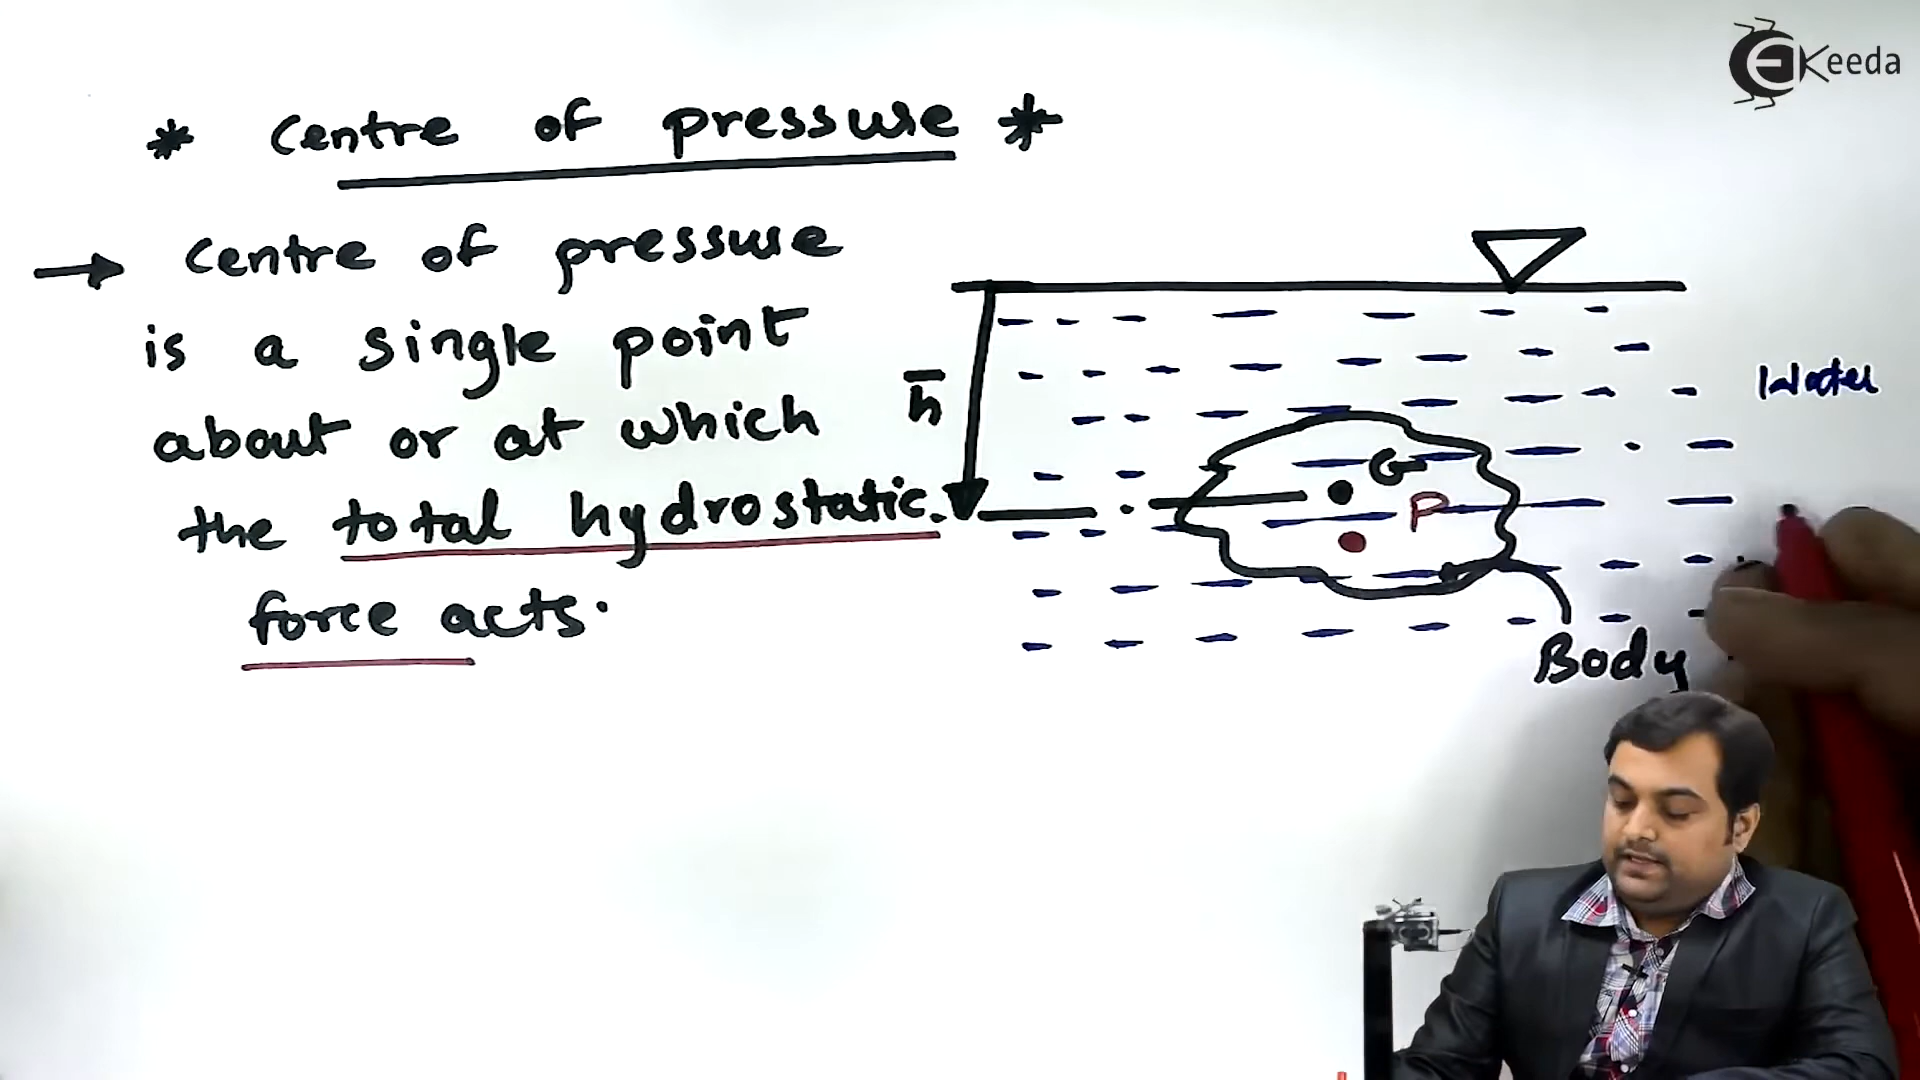 Ekeeda
* Centre of pressure *
→ Centre of pressure
is a single point
about or at which
the total hydrostatic.
force acts.
h̅
Water
G
P
Body